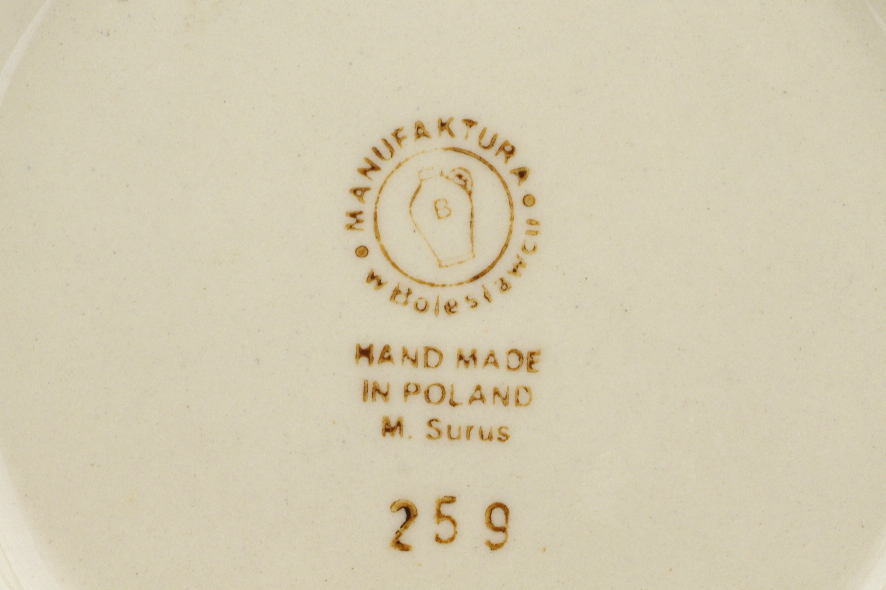 MANUFAKTURA
w Bolesławcu
B
HAND MADE
IN POLAND
M. Surus
259